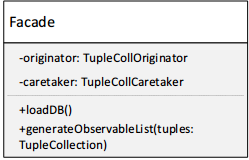 Facade
-originator: TupleCollOriginator
-caretaker: TupleCollCaretaker
+loadDB()
+generateObservableList(tuples:
TupleCollection)